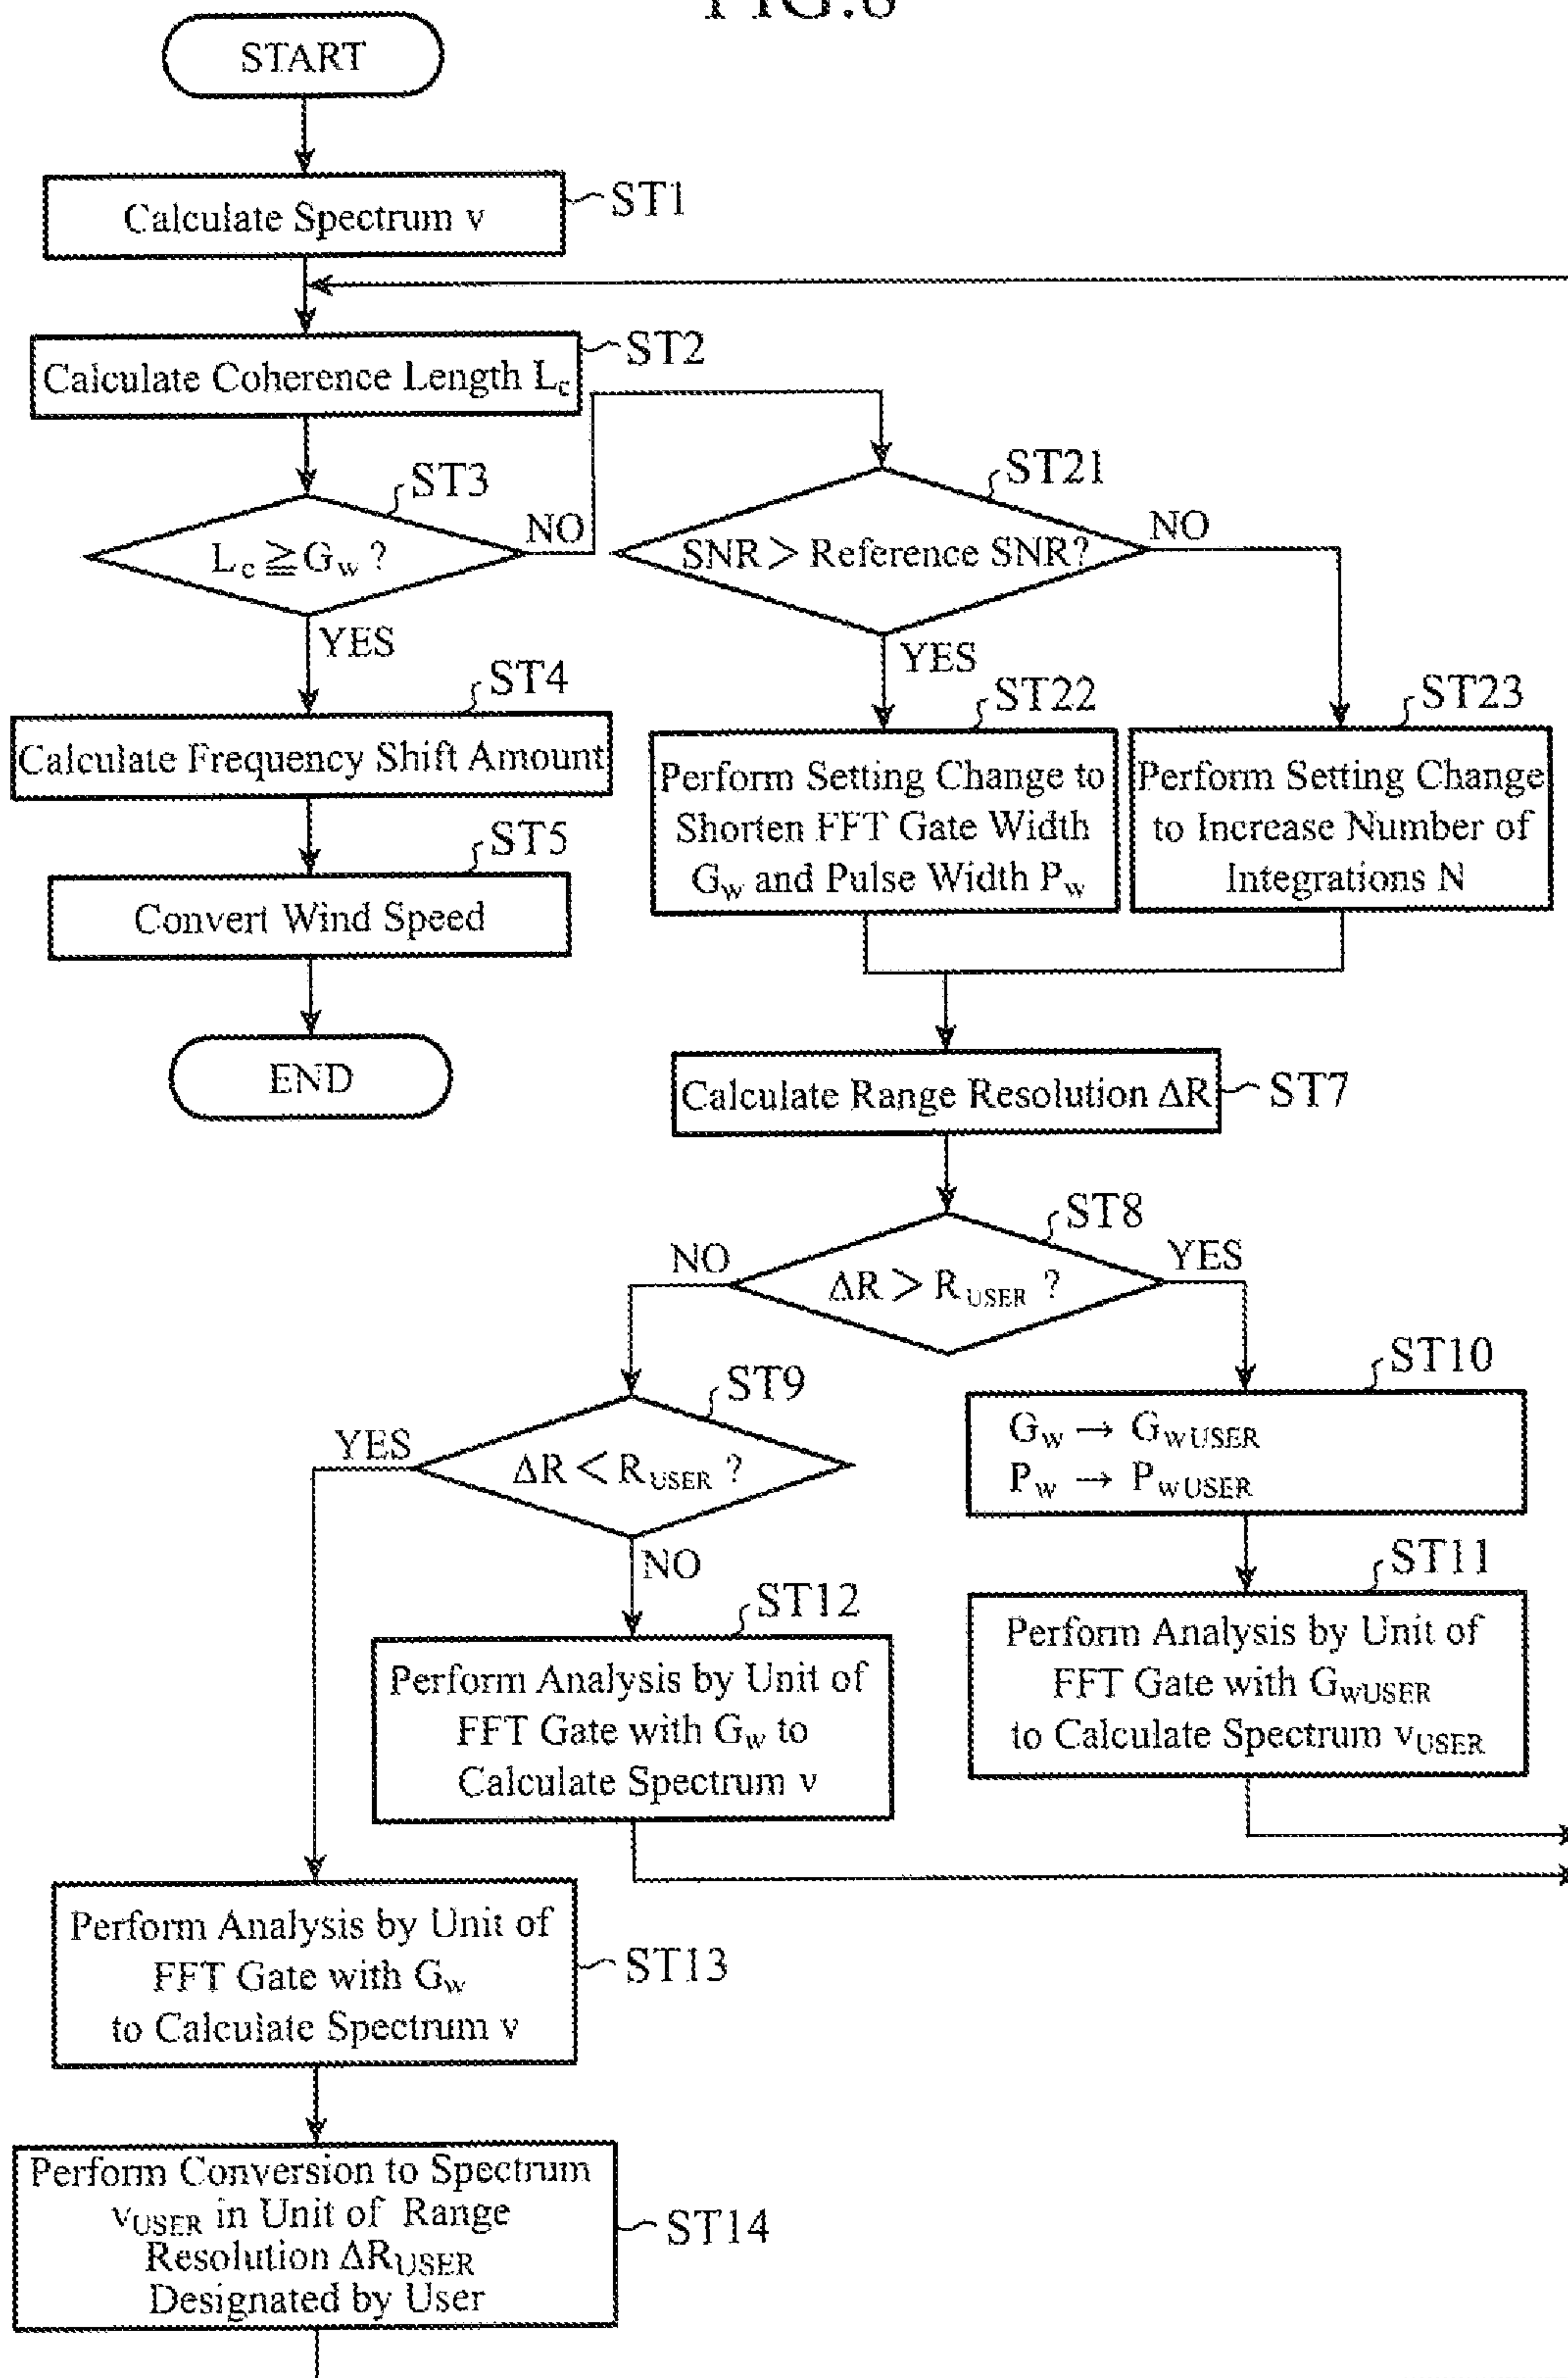 FIG.8
START
Calculate Spectrum v
ST1
Calculate Coherence Length Lc
ST2
Lc ≧ Gw ?
ST3
NO
YES
SNR > Reference SNR?
ST21
NO
YES
Calculate Frequency Shift Amount
ST4
Convert Wind Speed
ST5
END
Perform Setting Change to
Shorten FFT Gate Width
Gw and Pulse Width Pw
ST22
Perform Setting Change
to Increase Number of
Integrations N
ST23
Calculate Range Resolution ΔR
ST7
ΔR > RUSER ?
ST8
NO
YES
ΔR < RUSER ?
ST9
YES
NO
Gw → GwUSER
Pw → PwUSER
ST10
Perform Analysis by Unit of
FFT Gate with GwUSER
to Calculate Spectrum vUSER
ST11
Perform Analysis by Unit of
FFT Gate with Gw to
Calculate Spectrum v
ST12
Perform Analysis by Unit of
FFT Gate with Gw
to Calculate Spectrum v
ST13
Perform Conversion to Spectrum
vUSER in Unit of Range
Resolution ΔRUSER
Designated by User
ST14